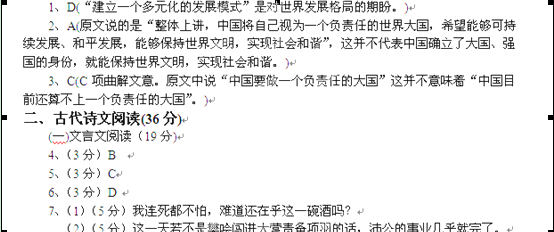 1、D(“建立一个多元化的发展模式”是对世界发展格局的期盼。)
2、A(原文说的是“整体上讲，中国将自己视为一个负责任的世界大国，希望能够可持
续发展、和平发展，能够保持世界文明，实现社会和谐”，这并不代表中国确立了大国、强
国的身份，就能保持世界文明，实现社会和谐。)
3、C(C 项曲解文意。原文中说“中国要做一个负责任的大国”这并不意味着“中国目
前还算不上一个负责任的大国”。)
二、古代诗文阅读(36 分)
(一)文言文阅读（19 分）
4、（3 分）B
5、（3 分）C
6、（3 分）D
7、（1）（5 分）我连死都不怕，难道还在乎这一碗酒吗？
（2）（5 分）这一天若不是樊哙闯进大营责备项羽的话，沛公的事业几乎就完了。